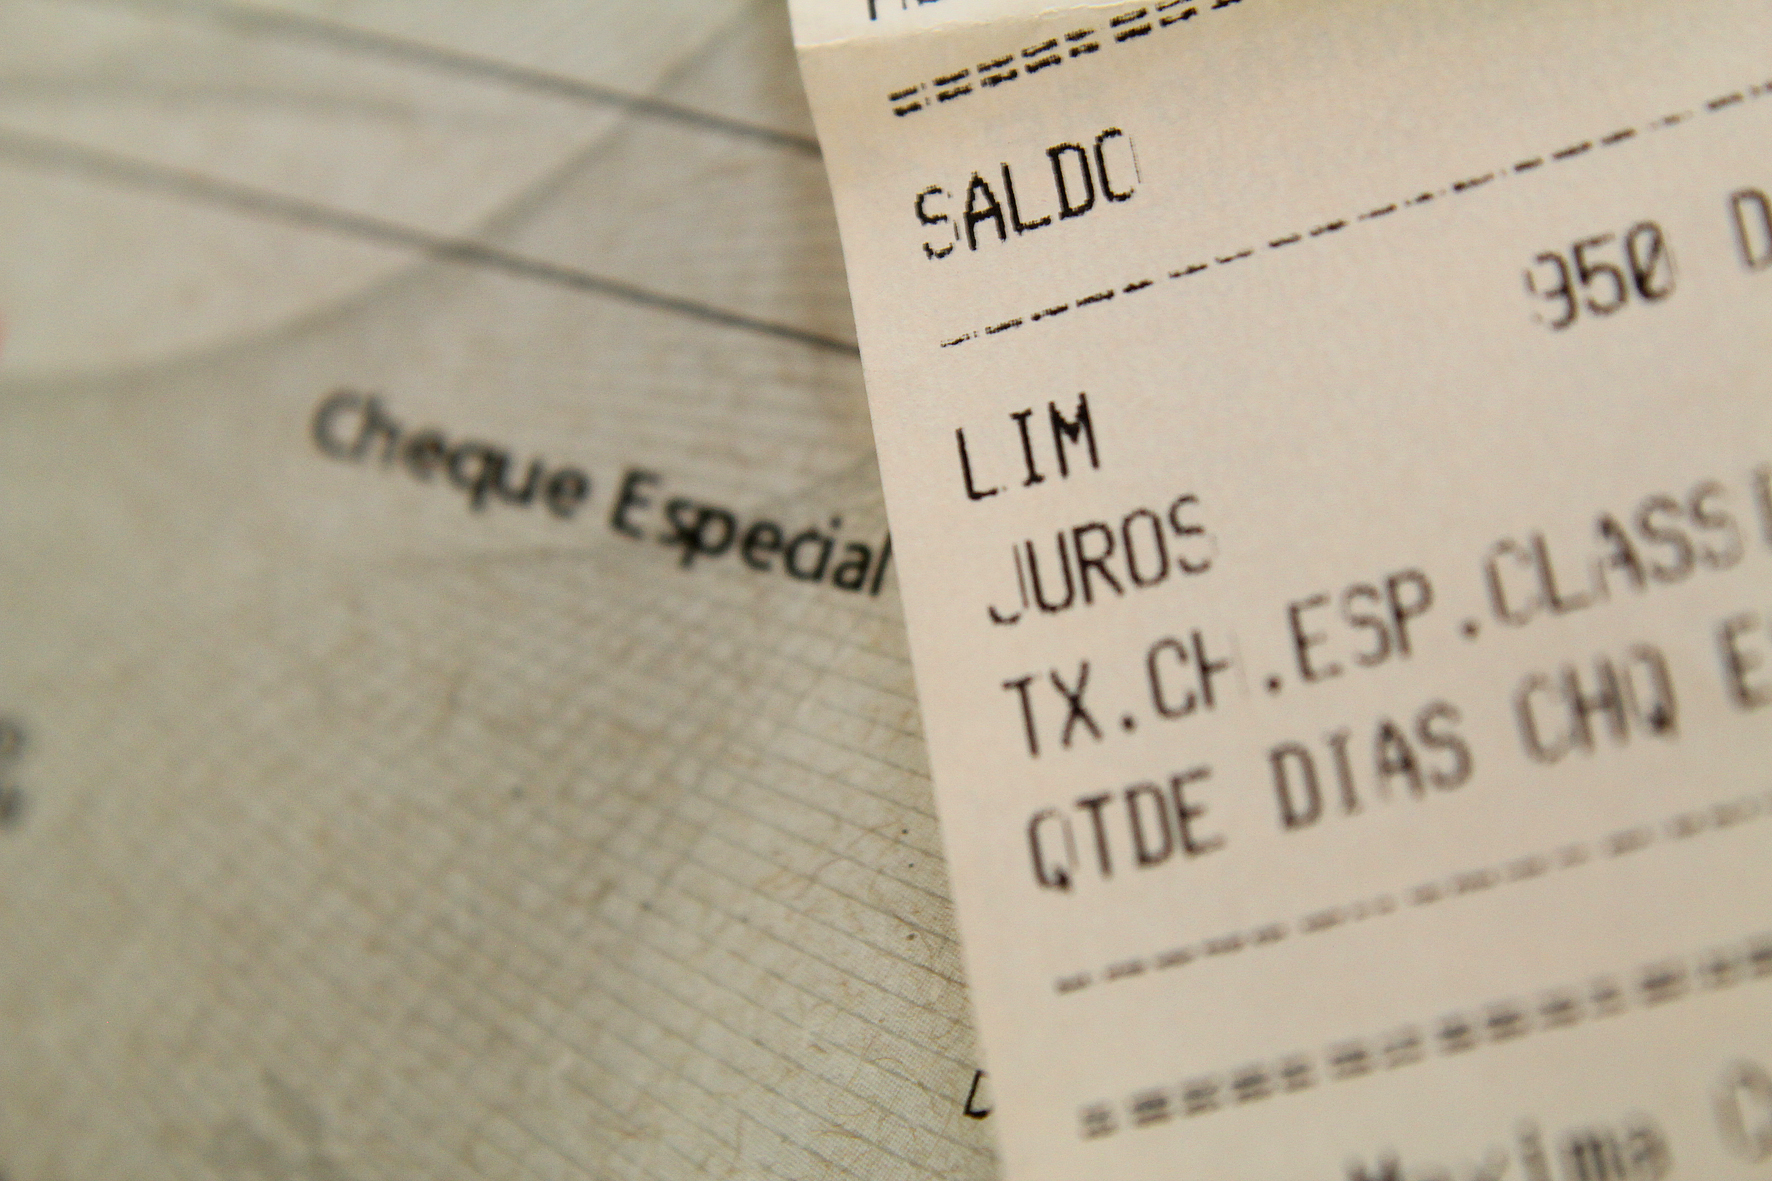 Cheque Especial
SALDO
950 D
LIM
JUROS
TX.CH.ESP.CLASS
QTDE DIAS CHQ E